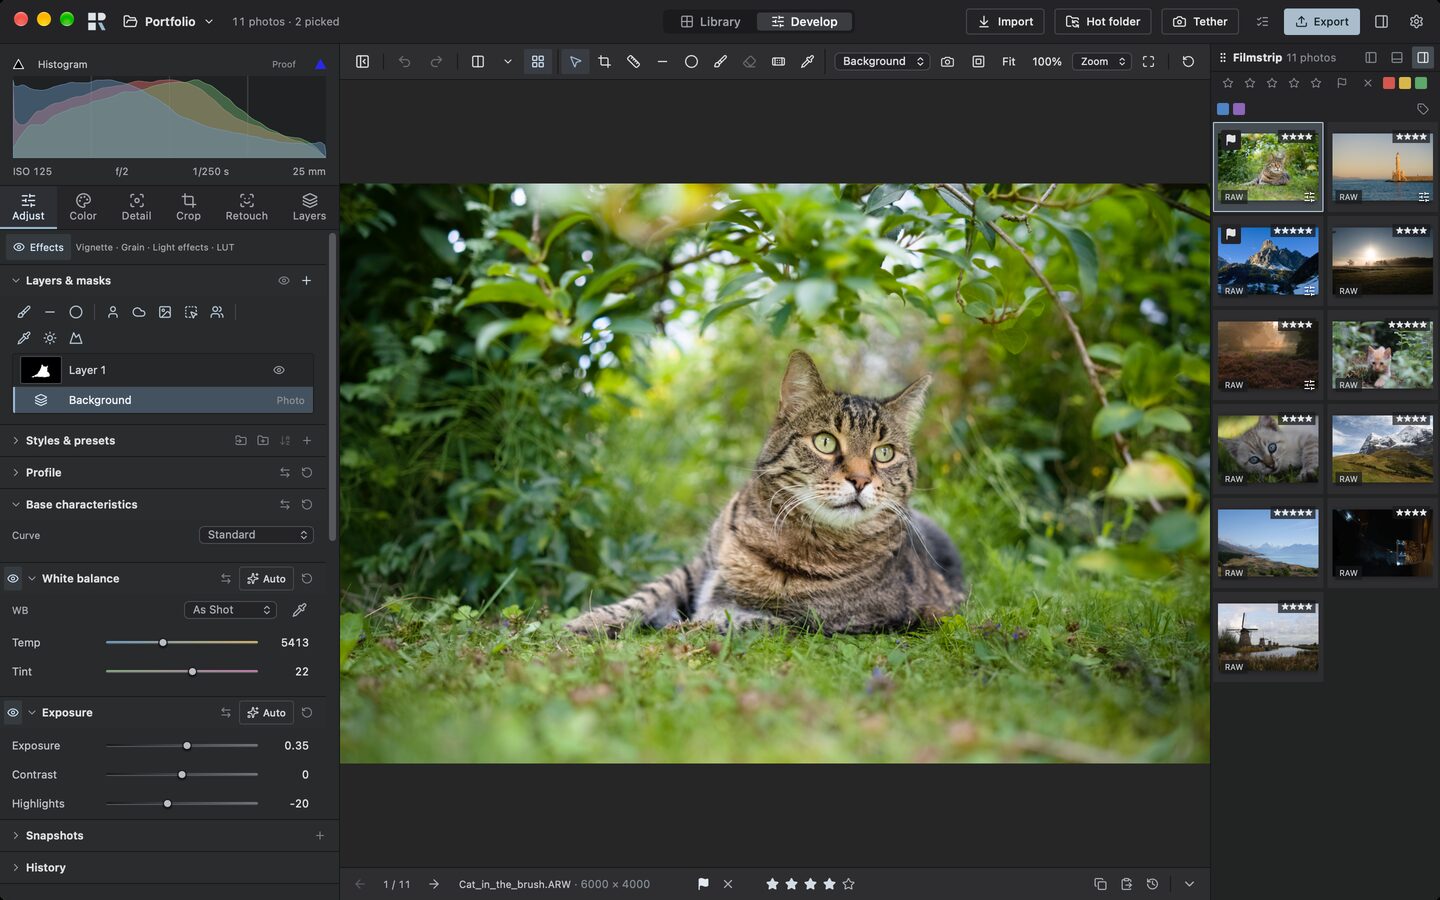 Portfolio
11 photos · 2 picked
Library
Develop
Import
Hot folder
Tether
Export
Histogram
Proof
ISO 125
f/2
1/250 s
25 mm
Adjust
Color
Detail
Crop
Retouch
Layers
Effects
Vignette · Grain · Light effects · LUT
Layers & masks
Layer 1
Background
Photo
Styles & presets
Profile
Base characteristics
Curve
Standard
White balance
Auto
WB
As Shot
Temp
5413
Tint
22
Exposure
Auto
Exposure
0.35
Contrast
0
Highlights
-20
Snapshots
History
Background
Fit
100%
Zoom
1 / 11
Cat_in_the_brush.ARW · 6000 × 4000
Filmstrip
11 photos
RAW
RAW
RAW
RAW
RAW
RAW
RAW
RAW
RAW
RAW
RAW